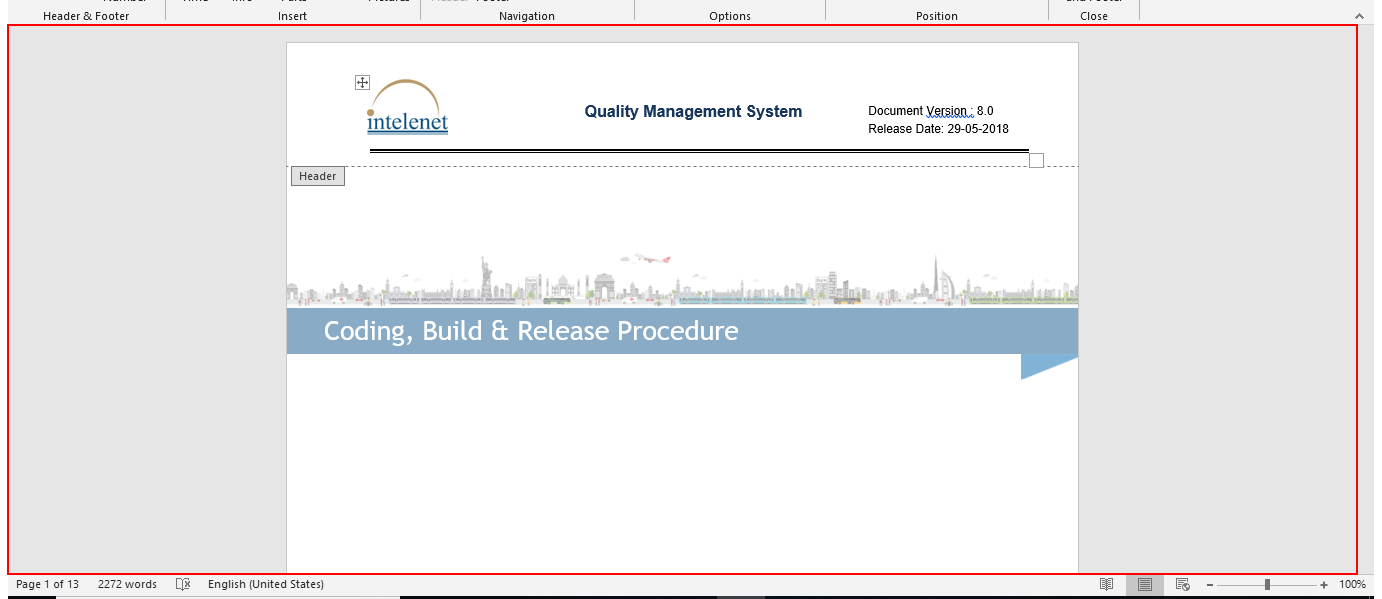 Header & Footer
Insert
Navigation
Options
Position
Close
intelenet
Quality Management System
Document Version : 8.0
Release Date: 29-05-2018
Header
Coding, Build & Release Procedure
Page 1 of 13
2272 words
English (United States)
100%